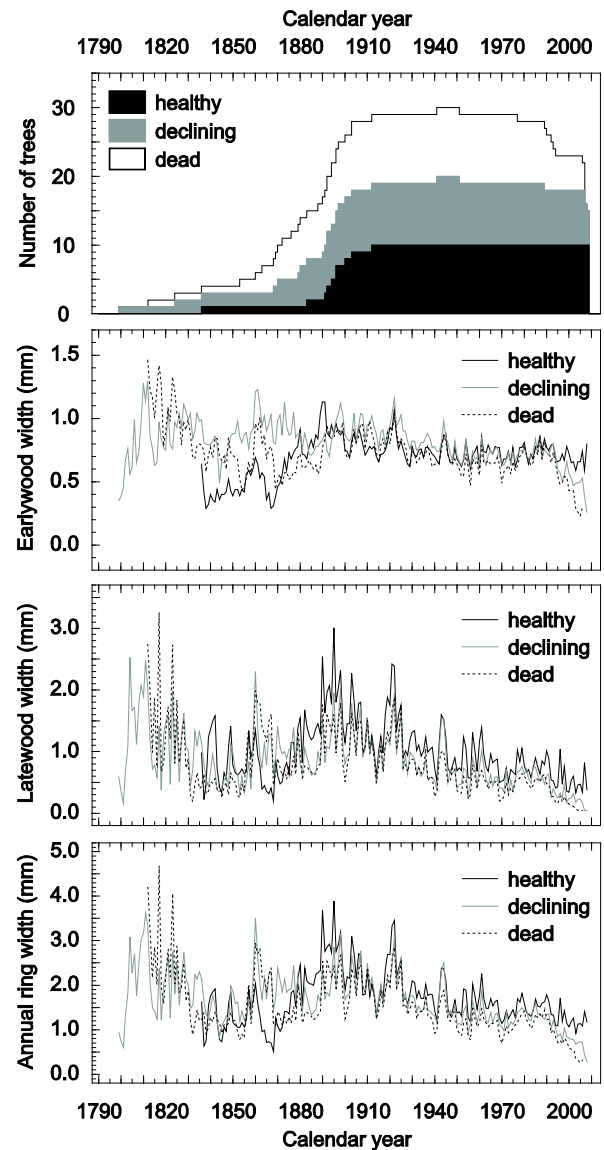 Calendar year
1790 1820 1850 1880 1910 1940 1970 2000
30
20
10
0
Number of trees
healthy
declining
dead
1.5
1.0
0.5
0.0
Earlywood width (mm)
healthy
declining
dead
3.0
2.0
1.0
0.0
Latewood width (mm)
healthy
declining
dead
5.0
4.0
3.0
2.0
1.0
0.0
Annual ring width (mm)
healthy
declining
dead
1790 1820 1850 1880 1910 1940 1970 2000
Calendar year